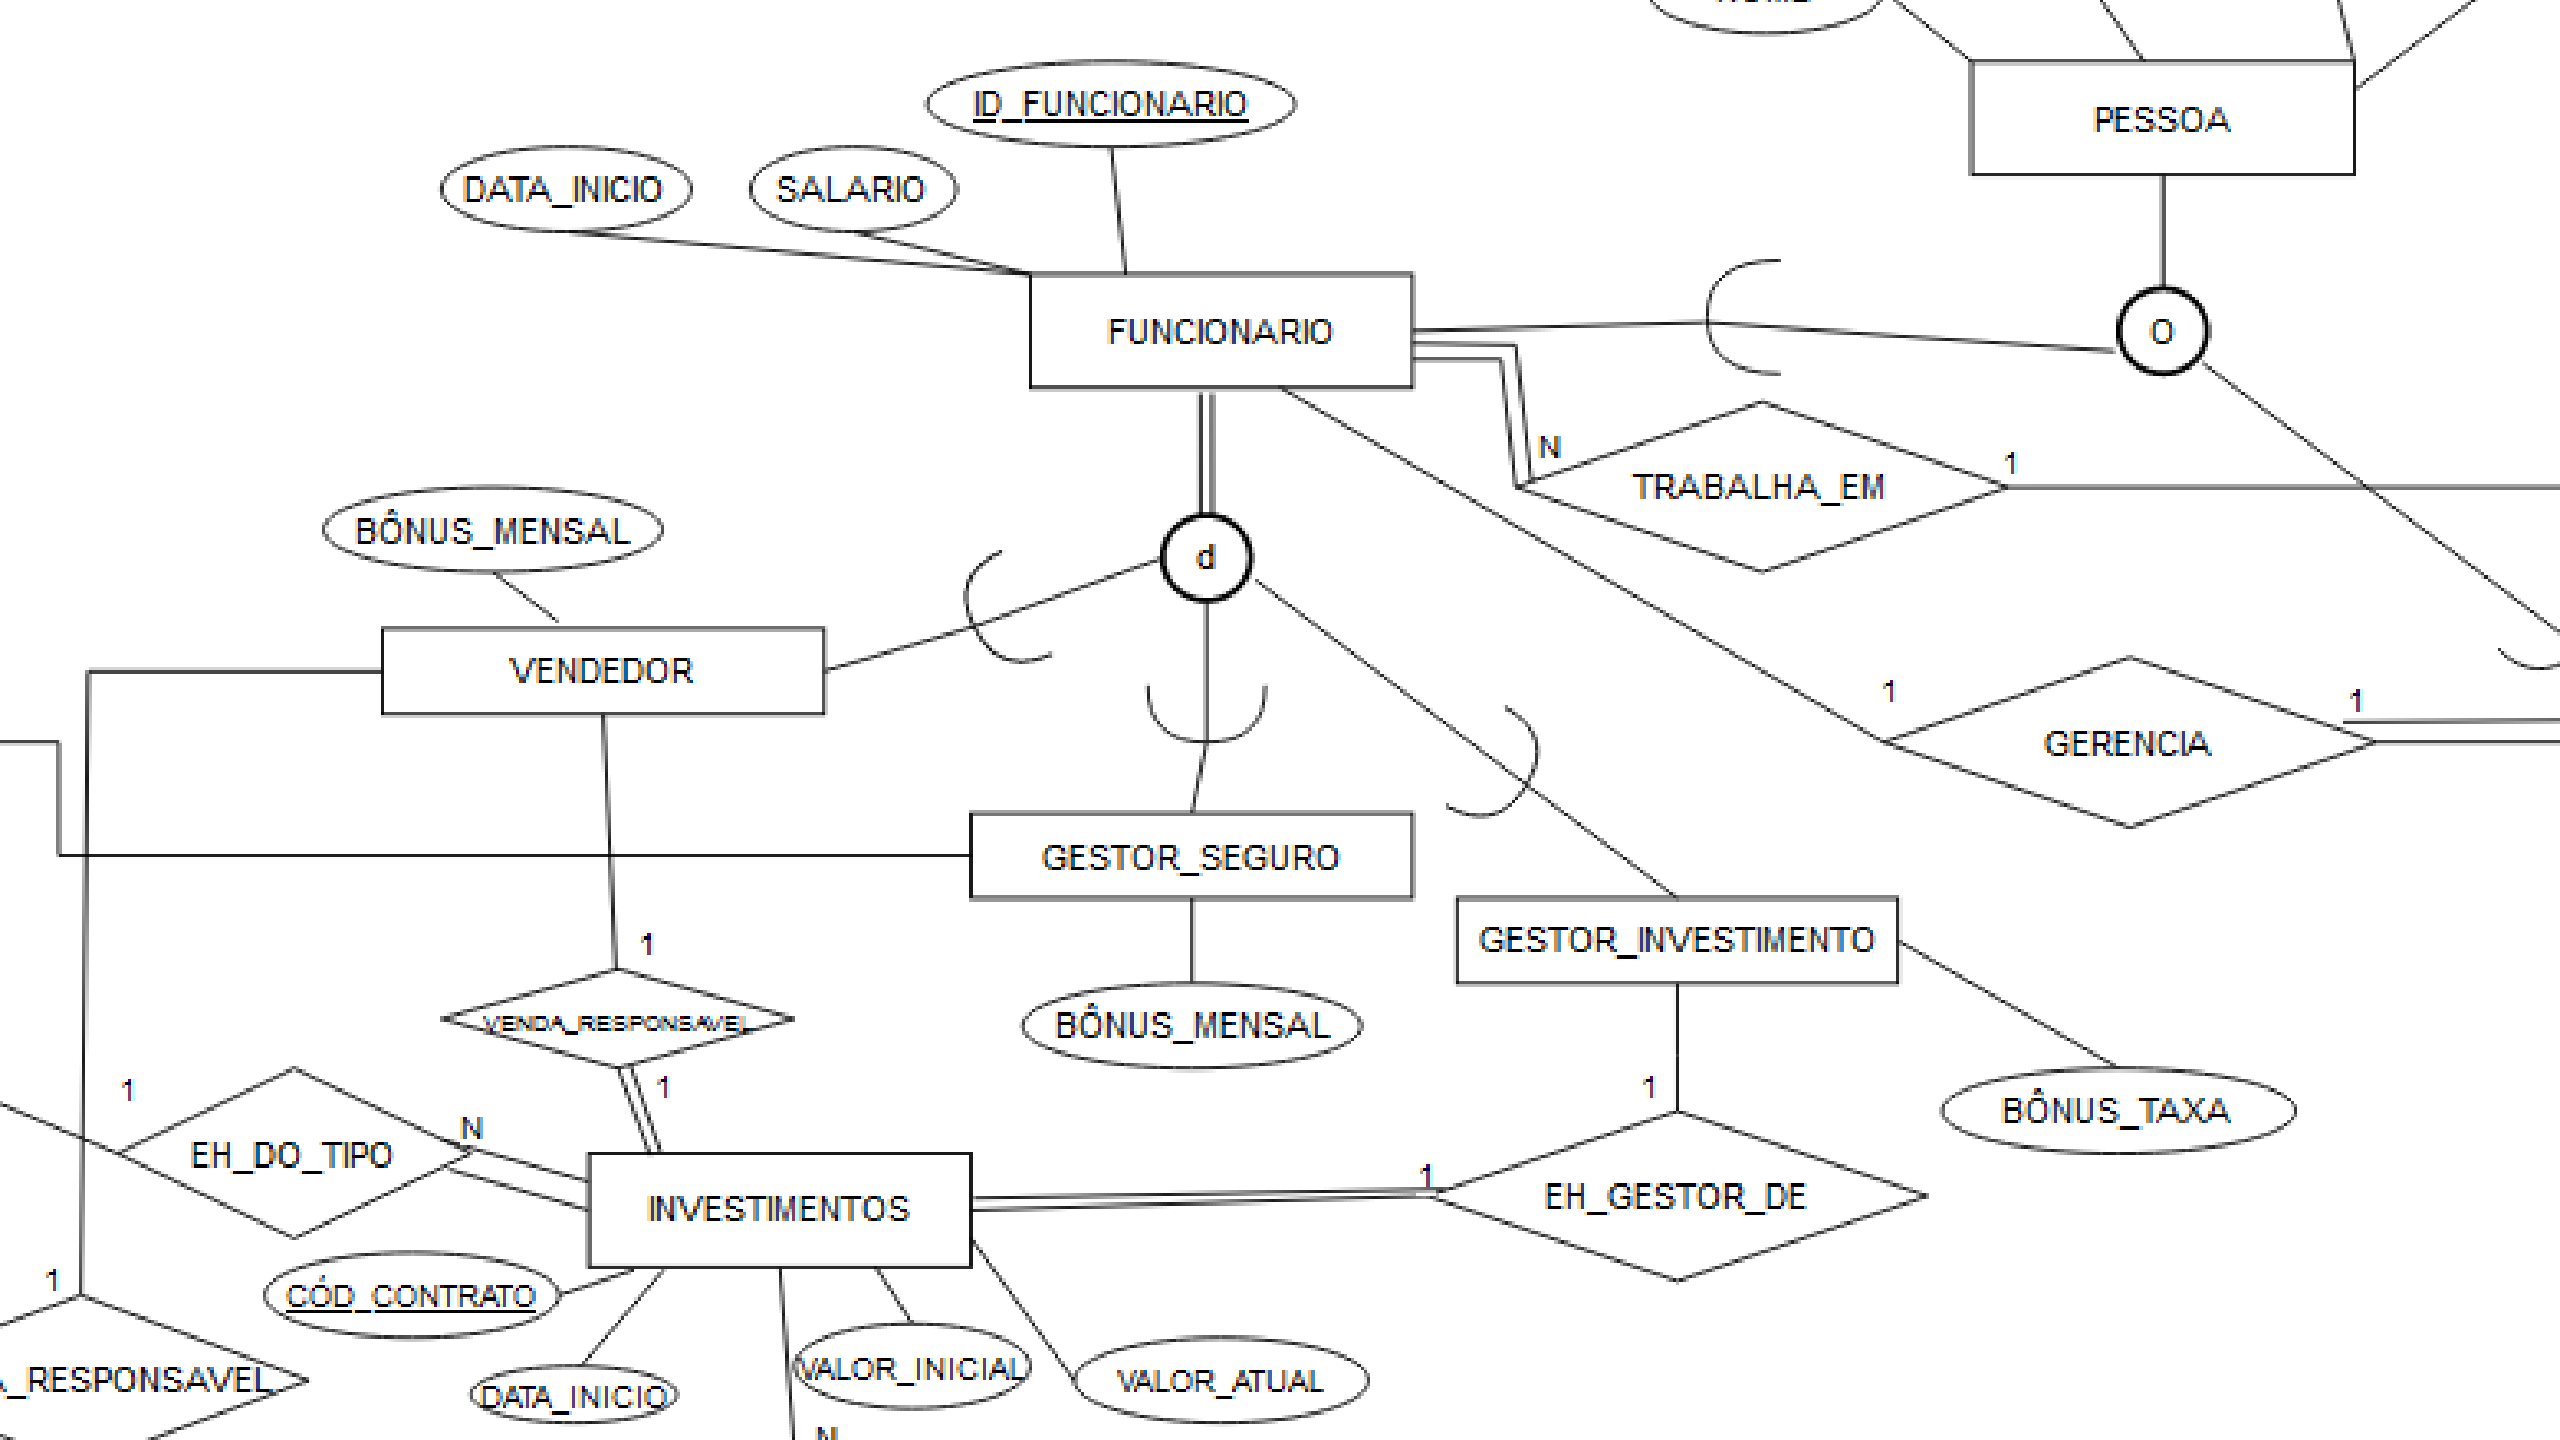 ID_FUNCIONARIO
PESSOA
DATA_INICIO
SALARIO
FUNCIONARIO
O
N
1
TRABALHA_EM
BÔNUS_MENSAL
d
VENDEDOR
1
1
GERENCIA
GESTOR_SEGURO
GESTOR_INVESTIMENTO
1
VENDA_RESPONSAVEL
BÔNUS_MENSAL
1
1
1
BÔNUS_TAXA
N
EH_DO_TIPO
1
EH_GESTOR_DE
INVESTIMENTOS
1
CÓD_CONTRATO
VALOR_INICIAL
A_RESPONSAVEL
DATA_INICIO
VALOR_ATUAL
N